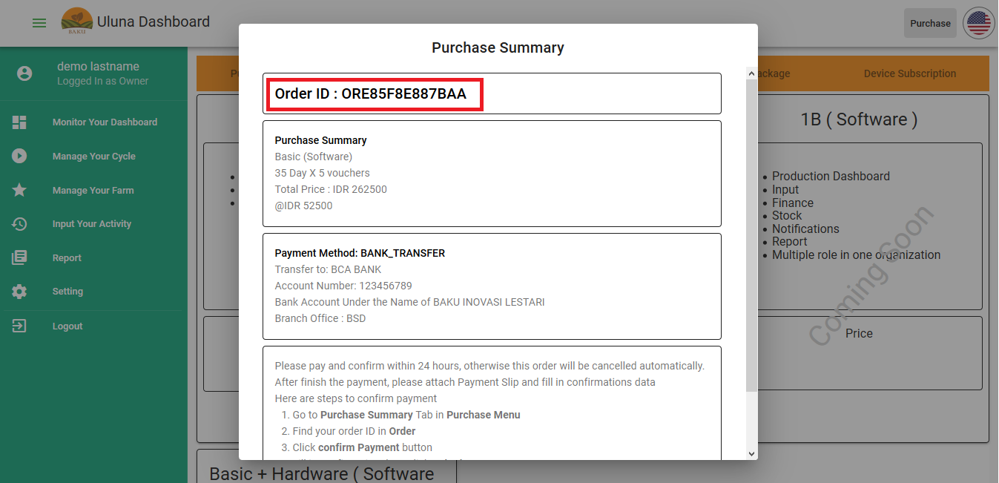 BAKU
Uluna Dashboard
Purchase
demo lastname
Logged In as Owner
Monitor Your Dashboard
Manage Your Cycle
Manage Your Farm
Input Your Activity
Report
Setting
Logout
Purchase Summary
Order ID : ORE85F8E887BAA
Purchase Summary
Basic (Software)
35 Day X 5 vouchers
Total Price : IDR 262500
@IDR 52500
Payment Method: BANK_TRANSFER
Transfer to: BCA BANK
Account Number: 123456789
Bank Account Under the Name of BAKU INOVASI LESTARI
Branch Office : BSD
Please pay and confirm within 24 hours, otherwise this order will be cancelled automatically.
After finish the payment, please attach Payment Slip and fill in confirmations data
Here are steps to confirm payment
1. Go to Purchase Summary Tab in Purchase Menu
2. Find your order ID in Order
3. Click confirm Payment button
Device Subscription
1B ( Software )
Production Dashboard
Input
Finance
Stock
Notifications
Report
Multiple role in one organization
Coming Soon
Price
Basic + Hardware ( Software